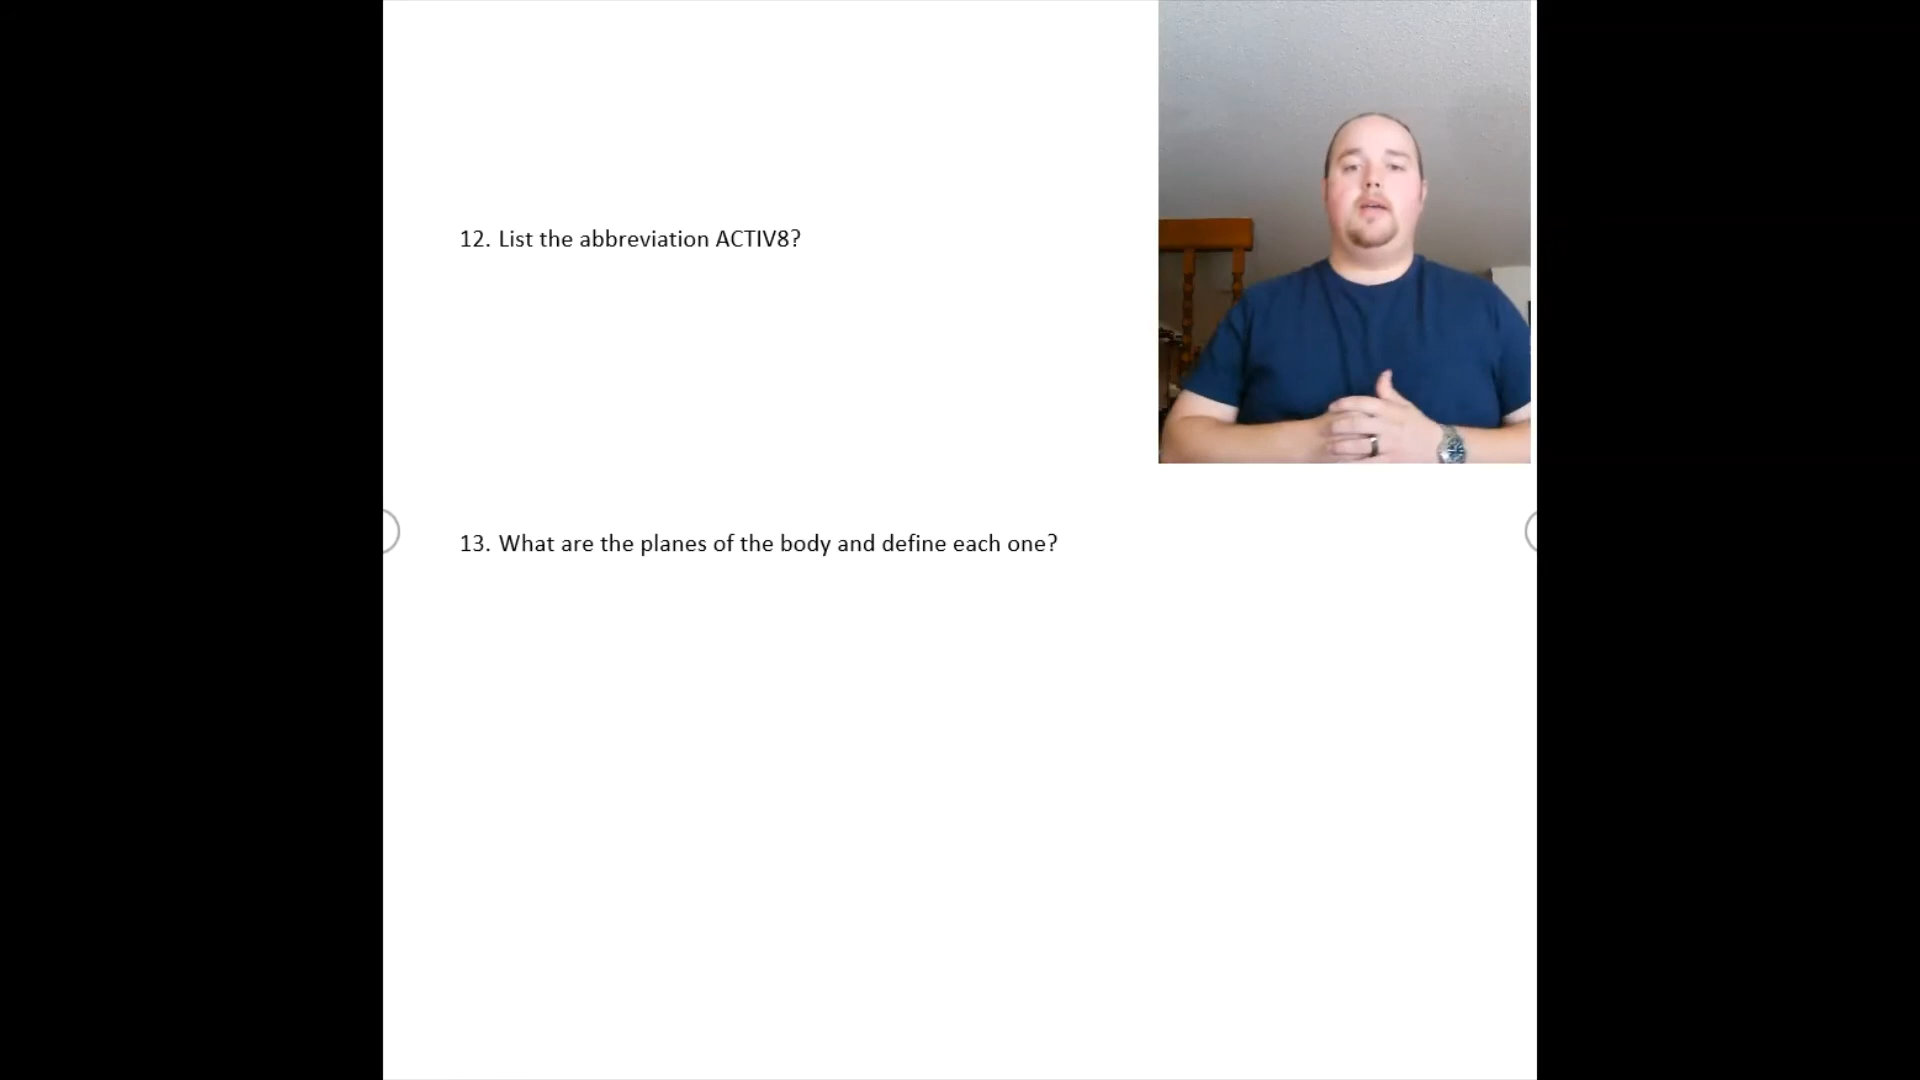 12. List the abbreviation ACTIV8?
13. What are the planes of the body and define each one?